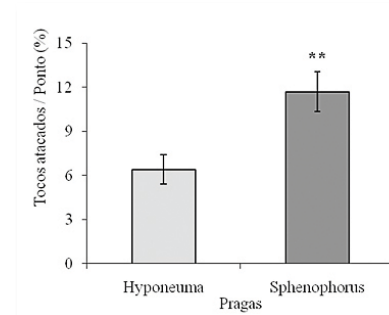 Tocos atacados / Ponto (%)
15
12
9
6
3
0
**
Hyponeuma Sphenophorus
Pragas